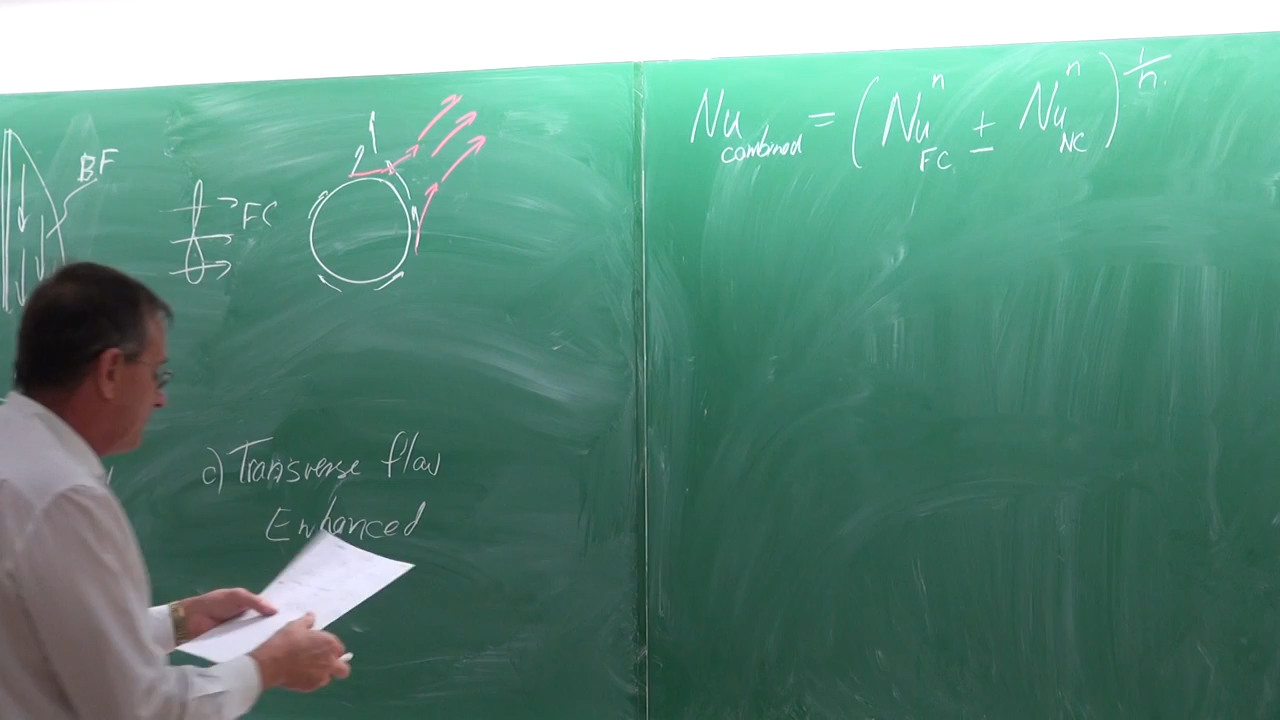 BF
FC
c) Transverse flow
Enhanced
Nu combined = (Nu FC^n ± Nu NC^n)^1/n.